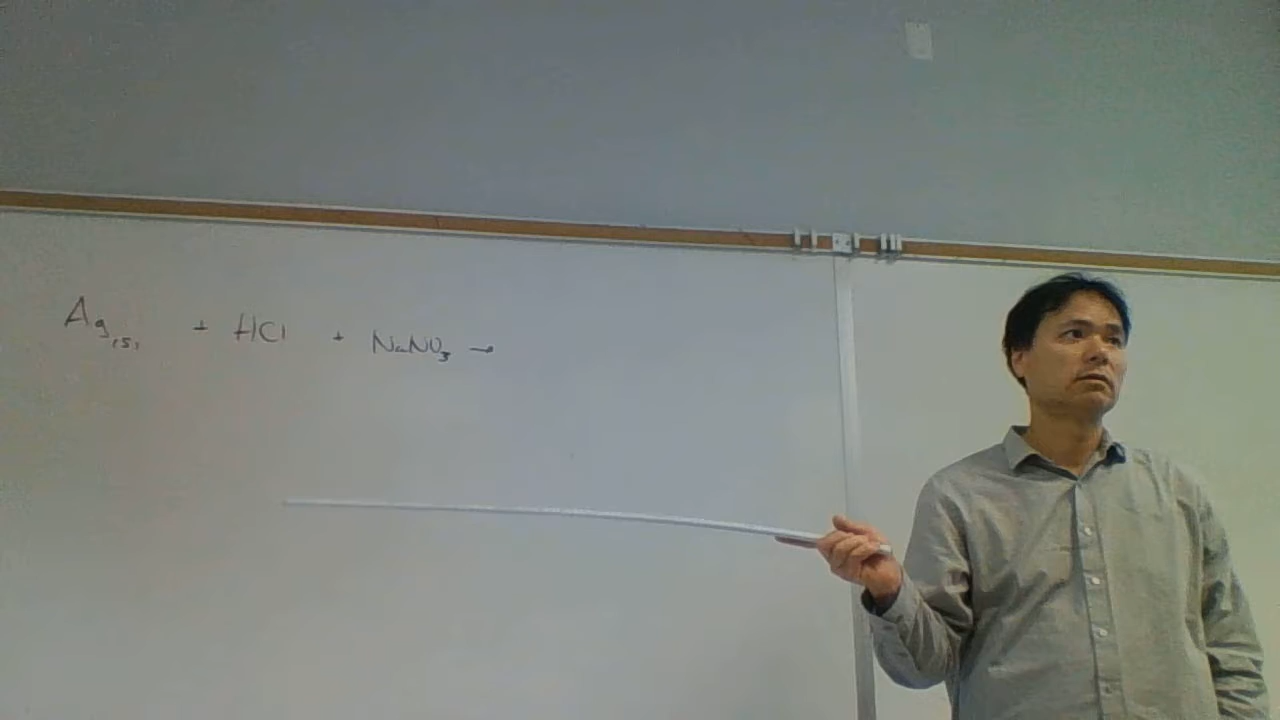 Ag(s) + HCl + NaNO3 →